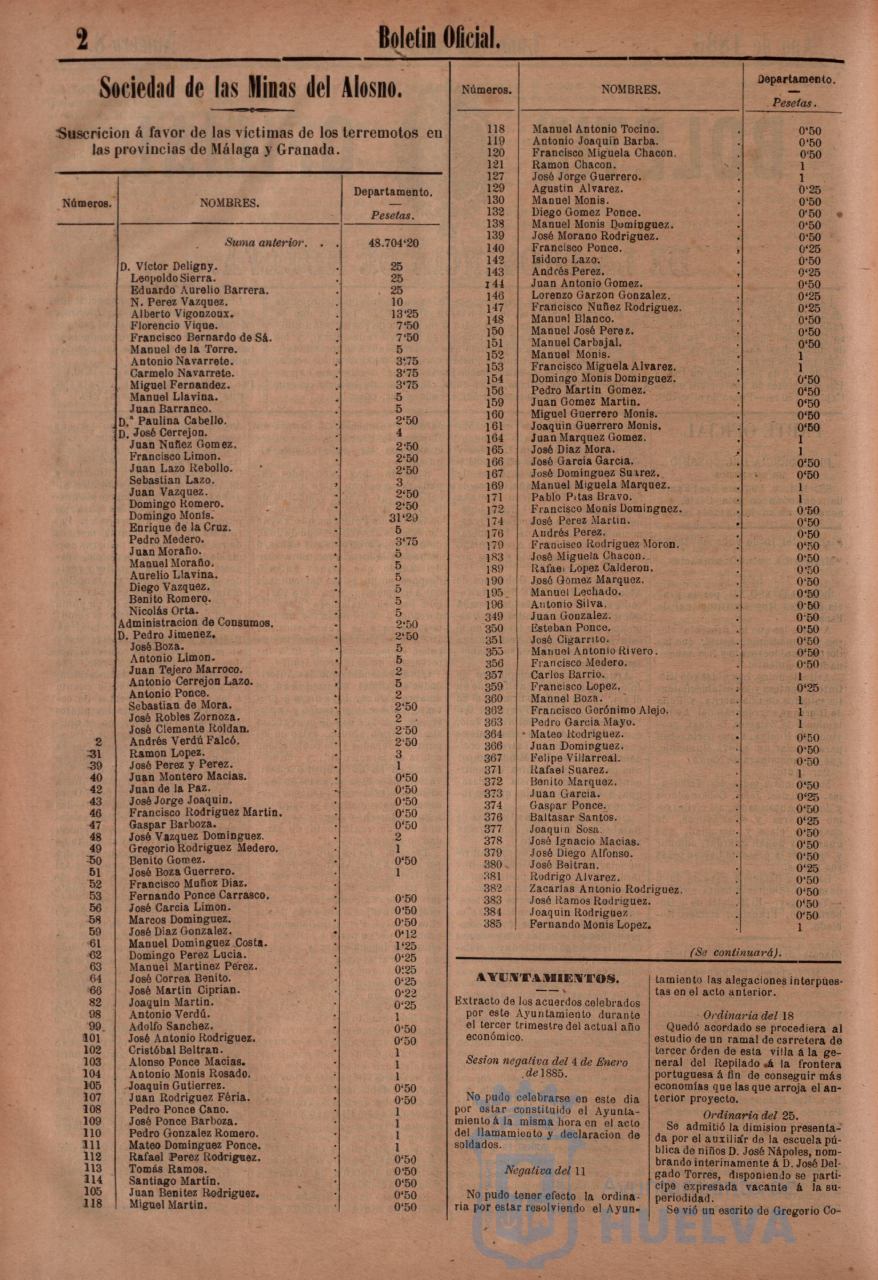 2
Boletin Oficial.
Sociedad de las Minas del Alosno.
Suscricion á favor de las víctimas de los terremotos en
las provincias de Málaga y Granada.
Números. NOMBRES. Departamento.
—
Pesetas.
Suma anterior. . . 48.704'20
D. Víctor Deligny. . 25
Leopoldo Sierra. . 25
Eduardo Aurelio Barrera. . 25
N. Perez Vazquez. . 10
Alberto Vigonzoux. . 13'25
Florencio Vique. . 7'50
Francisco Bernardo de Sá. . 7'50
Manuel de la Torre. . 5
Antonio Navarrete. . 3'75
Carmelo Navarrete. . 3'75
Miguel Fernandez. . 3'75
Manuel Llavina. . 5
Juan Barranco. . 5
D.ª Paulina Cabello. . 2'50
D. José Cerrejon. . 4
Juan Nuñez Gomez. . 2'50
Francisco Limon. . 2'50
Juan Lazo Rebollo. . 2'50
Sebastian Lazo. . 3
Juan Vazquez. . 2'50
Domingo Romero. . 2'50
Domingo Monis. . 31'29
Enrique de la Cruz. . 5
Pedro Medero. . 3'75
Juan Moraño. . 5
Manuel Moraño. . 5
Aurelio Llavina. . 5
Diego Vazquez. . 5
Benito Romero. . 5
Nicolás Orta. . 5
Administracion de Consumos. . 2'50
D. Pedro Jimenez. . 2'50
José Boza. . 5
Antonio Limon. . 5
Juan Tejero Marroco. . 2
Antonio Cerrejon Lazo. . 5
Antonio Ponce. . 2
Sebastian de Mora. . 2'50
José Robles Zornoza. . 2
José Clemente Roldan. . 2'50
2 Andrés Verdú Falcó. . 2'50
31 Ramon Lopez. . 3
39 José Perez y Perez. . 1
40 Juan Montero Macias. . 0'50
42 Juan de la Paz. . 0'50
43 José Jorge Joaquin. . 0'50
46 Francisco Rodriguez Martin. . 0'50
47 Gaspar Barboza. . 0'50
48 José Vazquez Dominguez. . 2
49 Gregorio Rodriguez Medero. . 1
50 Benito Gomez. . 0'50
51 José Boza Guerrero. . 1
52 Francisco Muñoz Diaz. .
53 Fernando Ponce Carrasco. . 0'50
56 José Carcia Limon. . 0'50
58 Marcos Dominguez. . 0'50
59 José Diaz Gonzalez. . 0'12
61 Manuel Dominguez Costa. . 1'25
62 Domingo Perez Lucia. . 0'25
63 Manuel Martinez Perez. . 0'25
64 José Correa Benito. . 0'25
66 José Martin Ciprian. . 0'22
82 Joaquin Martin. . 0'25
98 Antonio Verdú. . 1
99 Adolfo Sanchez. . 0'50
101 José Antonio Rodriguez. . 0'50
102 Cristóbal Beltran. . 1
103 Alonso Ponce Macias. . 1
104 Antonio Monis Rosado. . 1
105 Joaquin Gutierrez. . 0'50
107 Juan Rodriguez Féria. . 0'50
108 Pedro Ponce Cano. . 1
109 José Ponce Barboza. . 1
110 Pedro Gonzalez Romero. . 1
111 Mateo Dominguez Ponce. . 1
112 Rafael Perez Rodriguez. . 0'50
113 Tomás Ramos. . 0'50
114 Santiago Martin. . 0'50
105 Juan Benitez Rodriguez. . 0'50
118 Miguel Martin. . 0'50
Números. NOMBRES. Departamento.
—
Pesetas.
118 Manuel Antonio Tocino. . 0'50
119 Antonio Joaquin Barba. . 0'50
120 Francisco Miguela Chacon. . 0'50
121 Ramon Chacon. . 1
127 José Jorge Guerrero. . 1
129 Agustin Alvarez. . 0'25
130 Manuel Monis. . 0'50
132 Diego Gomez Ponce. . 0'50
138 Manuel Monis Dominguez. . 0'50
139 José Morano Rodriguez. . 0'50
140 Francisco Ponce. . 0'25
142 Isidoro Lazo. . 0'50
143 Andrés Perez. . 0'25
144 Juan Antonio Gomez. . 0'50
146 Lorenzo Garzon Gonzalez. . 0'25
147 Francisco Nuñez Rodriguez. . 0'25
148 Manuel Blanco. . 0'50
150 Manuel José Perez. . 0'50
151 Manuel Carbajal. . 0'50
152 Manuel Monis. . 1
153 Francisco Miguela Alvarez. . 1
154 Domingo Monis Dominguez. . 0'50
156 Pedro Martin Gomez. . 0'50
159 Juan Gomez Martin. . 0'50
160 Miguel Guerrero Monis. . 0'50
161 Joaquin Guerrero Monis. . 0'50
164 Juan Marquez Gomez. . 1
165 José Diaz Mora. . 1
166 José Garcia Garcia. . 0'50
167 José Dominguez Suarez. . 0'50
169 Manuel Miguela Marquez. . 1
171 Pablo Pitas Bravo. . 1
172 Francisco Monis Dominguez. . 0'50
174 José Perez Martin. . 0'50
176 Andrés Perez. . 0'50
179 Francisco Rodriguez Moron. . 0'50
183 José Miguela Chacon. . 0'50
189 Rafael Lopez Calderon. . 0'50
190 José Gomez Marquez. . 0'50
195 Manuel Lechado. . 0'50
196 Antonio Silva. . 0'50
349 Juan Gonzalez. . 0'50
350 Esteban Ponce. . 0'50
351 José Cigarrito. . 0'50
355 Manuel Antonio Rivero. . 0'50
356 Francisco Medero. . 0'50
357 Carlos Barrio. . 1
359 Francisco Lopez. . 0'25
360 Manuel Boza. . 1
362 Francisco Gerónimo Alejo. . 1
363 Pedro Garcia Mayo. . 1
364 Mateo Rodriguez. . 0'50
366 Juan Dominguez. . 0'50
367 Felipe Villarreal. . 0'50
371 Rafael Suarez. . 1
372 Benito Marquez. . 0'50
373 Juan Garcia. . 0'25
374 Gaspar Ponce. . 0'50
376 Baltasar Santos. . 0'25
377 Joaquin Sosa. . 0'50
378 José Ignacio Macias. . 0'50
379 José Diego Alfonso. . 0'50
380 José Beltran. . 0'25
381 Rodrigo Alvarez. . 0'50
382 Zacarias Antonio Rodriguez. . 0'50
383 José Ramos Rodriguez. . 0'50
384 Joaquin Rodriguez . 0'50
385 Fernando Monis Lopez. . 1
(Se continuará).
AYUNTAMIENTOS.
Extracto de los acuerdos celebrados
por este Ayuntamiento durante
el tercer trimestre del actual año
económico.
Sesion negativa del 4 de Enero
de 1885.
No pudo celebrarse en este dia
por estar constituido el Ayunta-
miento á la misma hora en el acto
del llamamiento y declaracion de
soldados.
Negativa del 11
No pudo tener efecto la ordina-
ria por estar resolviendo el Ayun-
tamiento las alegaciones interpues-
tas en el acto anterior.
Ordinaria del 18
Quedó acordado se procediera al
estudio de un ramal de carretera de
tercer órden de esta villa á la ge-
neral del Repilado á la frontera
portuguesa á fin de conseguir más
economias que las que arroja el an-
terior proyecto.
Ordinaria del 25.
Se admitió la dimision presenta-
da por el auxiliar de la escuela pú-
blica de niños D. José Nápoles, nom-
brando interinamente á D. José Del-
gado Torres, disponiendo se parti-
cipe expresada vacante á la su-
perioridad.
Se vió un escrito de Gregorio Co-
HUELVA